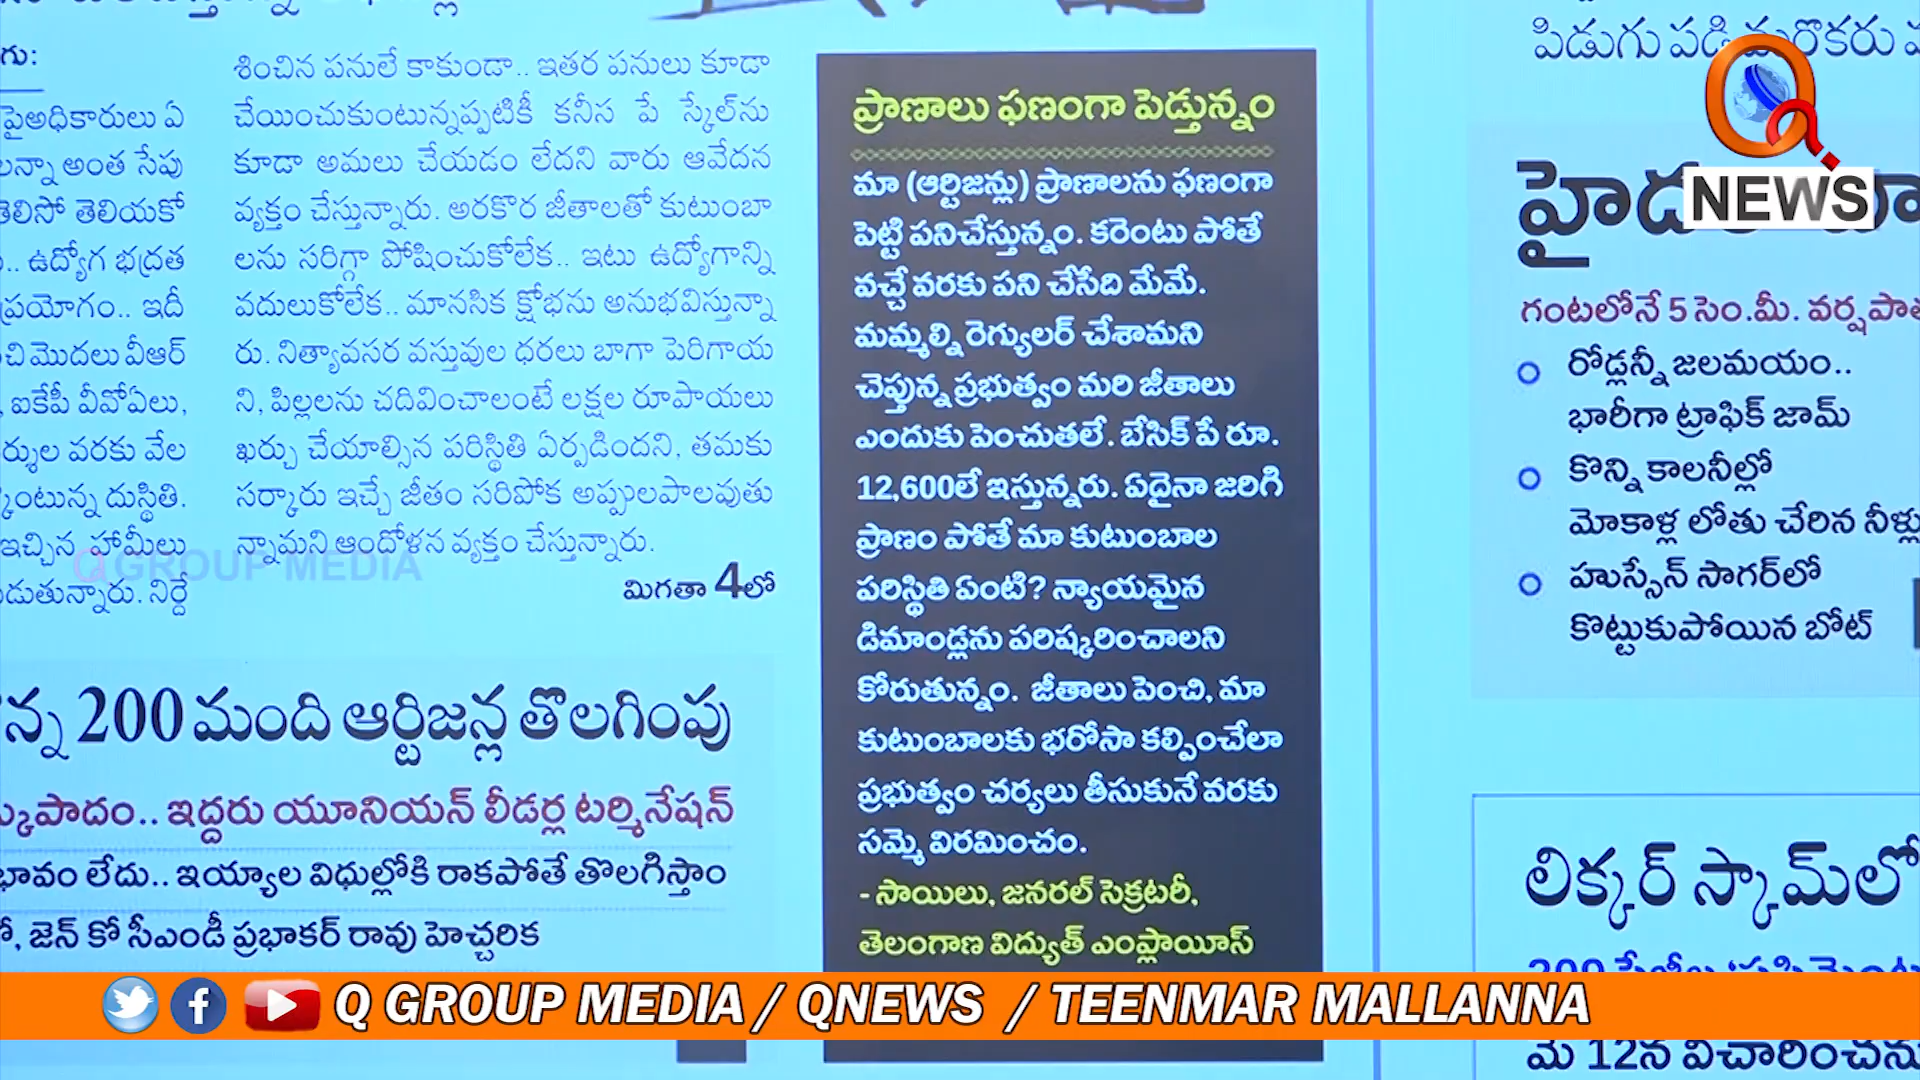 గు:
పైఅధికారులు ఏ
అంత సేపు
తెలియకో
ఉద్యోగ భద్రత
ఇదీ
మొదలు వీఆర్
ఐకేపీ వీవోఏలు,
వరకు వేల
దుస్థితి.
ఇచ్చిన హామీలు
శించిన పనులే కాకుండా.. ఇతర పనులు కూడా
చేయించుకుంటున్నప్పటికీ కనీస పే స్కేల్‌ను
కూడా అమలు చేయడం లేదని వారు ఆవేదన
వ్యక్తం చేస్తున్నారు. అరకొర జీతాలతో కుటుంబా
లను సరిగ్గా పోషించుకోలేక.. ఇటు ఉద్యోగాన్ని
వదులుకోలేక.. మానసిక క్షోభను అనుభవిస్తున్నా
రు. నిత్యావసర వస్తువుల ధరలు బాగా పెరిగాయ
ని, పిల్లలను చదివించాలంటే లక్షల రూపాయలు
ఖర్చు చేయాల్సిన పరిస్థితి ఏర్పడిందని, తమకు
సర్కారు ఇచ్చే జీతం సరిపోక అప్పులపాలవుతు
న్నామని ఆందోళన వ్యక్తం చేస్తున్నారు.
మిగతా 4లో
Q GROUP MEDIA
200 మంది ఆర్టిజన్ల తొలగింపు
ఇద్దరు యూనియన్ లీడర్ల టర్మినేషన్
లేదు.. ఇయ్యాల విధుల్లోకి రాకపోతే తొలగిస్తాం
జెన్ కో సీఎండీ ప్రభాకర్ రావు హెచ్చరిక
ప్రాణాలు ఫణంగా పెడ్తున్నం
మా (ఆర్టిజన్లు) ప్రాణాలను ఫణంగా
పెట్టి పనిచేస్తున్నం. కరెంటు పోతే
వచ్చే వరకు పని చేసేది మేమే.
మమ్మల్ని రెగ్యులర్ చేశామని
చెప్తున్న ప్రభుత్వం మరి జీతాలు
ఎందుకు పెంచుతలే. బేసిక్ పే రూ.
12,600లే ఇస్తున్నరు. ఏదైనా జరిగి
ప్రాణం పోతే మా కుటుంబాల
పరిస్థితి ఏంటి? న్యాయమైన
డిమాండ్లను పరిష్కరించాలని
కోరుతున్నం. జీతాలు పెంచి, మా
కుటుంబాలకు భరోసా కల్పించేలా
ప్రభుత్వం చర్యలు తీసుకునే వరకు
సమ్మె విరమించం.
- సాయిలు, జనరల్ సెక్రటరీ,
తెలంగాణ విద్యుత్ ఎంప్లాయీస్
పిడుగు పడి మరొకరు
Q
NEWS
గంటలోనే 5 సెం.మీ.
రోడ్లన్నీ జలమయం..
భారీగా ట్రాఫిక్ జామ్
కొన్ని కాలనీల్లో
మోకాళ్ల లోతు చేరిన నీళ్లు
హుస్సేన్ సాగర్‌లో
కొట్టుకుపోయిన బోట్
లిక్కర్ స్కామ్‌లో
Q GROUP MEDIA / QNEWS / TEENMAR MALLANNA
12న